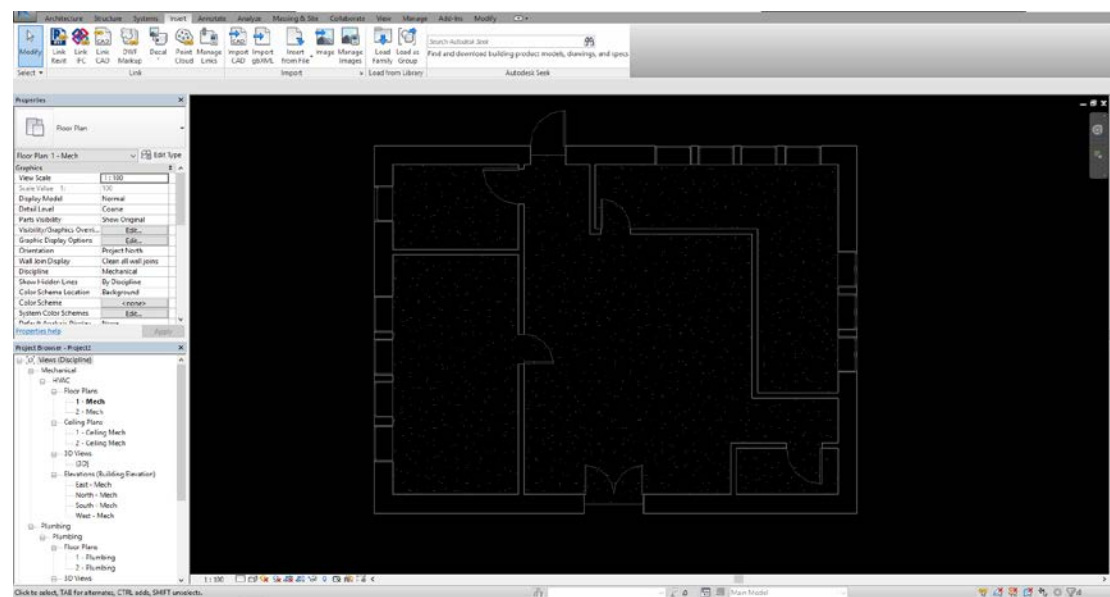 Architecture Structure Systems Insert Annotate Analyze Massing & Site Collaborate View Manage Add-Ins Modify
Modify Link Revit Link IFC Link CAD DWF Markup Decal Point Cloud Manage Links Import CAD Import gbXML Insert from File Image Manage Images Load Family Load as Group
Search Autodesk Seek
Find and download building product models, drawings, and specs
Select Link Import Load from Library Autodesk Seek
Properties
Floor Plan
Floor Plan: 1 - Mech Edit Type
Graphics
View Scale 1 : 100
Scale Value 1: 100
Display Model Normal
Detail Level Coarse
Parts Visibility Show Original
Visibility/Graphics Overri... Edit...
Graphic Display Options Edit...
Orientation Project North
Wall Join Display Clean all wall joins
Discipline Mechanical
Show Hidden Lines By Discipline
Color Scheme Location Background
Color Scheme <none>
System Color Schemes Edit...
Default Analysis Display None
Properties help Apply
Project Browser - Project1
Views (Discipline)
Mechanical
HVAC
Floor Plans
1 - Mech
2 - Mech
Ceiling Plans
1 - Ceiling Mech
2 - Ceiling Mech
3D Views
{3D}
Elevations (Building Elevation)
East - Mech
North - Mech
South - Mech
West - Mech
Plumbing
Plumbing
Floor Plans
1 - Plumbing
2 - Plumbing
3D Views
1 : 100
Click to select, TAB for alternates, CTRL adds, SHIFT unselects.
:0 Main Model